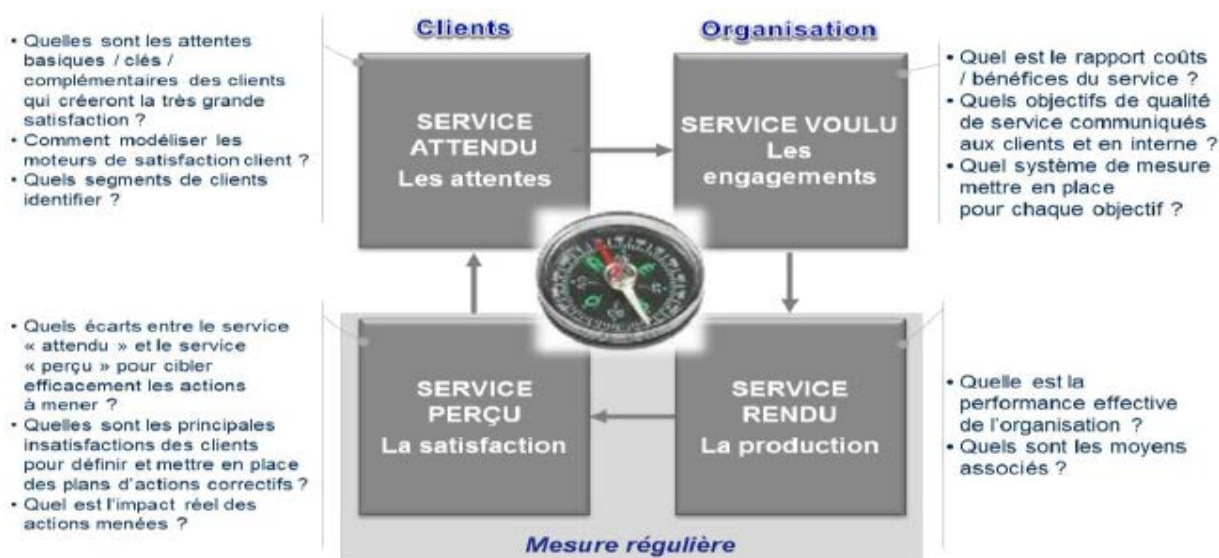 Clients
Organisation
• Quelles sont les attentes
basiques / clés /
complémentaires des clients
qui créeront la très grande
satisfaction ?
• Comment modéliser les
moteurs de satisfaction client ?
• Quels segments de clients
identifier ?
SERVICE
ATTENDU
Les attentes
SERVICE VOULU
Les
engagements
• Quel est le rapport coûts
/ bénéfices du service ?
• Quels objectifs de qualité
de service communiqués
aux clients et en interne ?
• Quel système de mesure
mettre en place
pour chaque objectif ?
• Quels écarts entre le service
« attendu » et le service
« perçu » pour cibler
efficacement les actions
à mener ?
• Quelles sont les principales
insatisfactions des clients
pour définir et mettre en place
des plans d'actions correctifs ?
• Quel est l'impact réel des
actions menées ?
SERVICE
PERÇU
La satisfaction
SERVICE
RENDU
La production
• Quelle est la
performance effective
de l'organisation ?
• Quels sont les moyens
associés ?
Mesure régulière